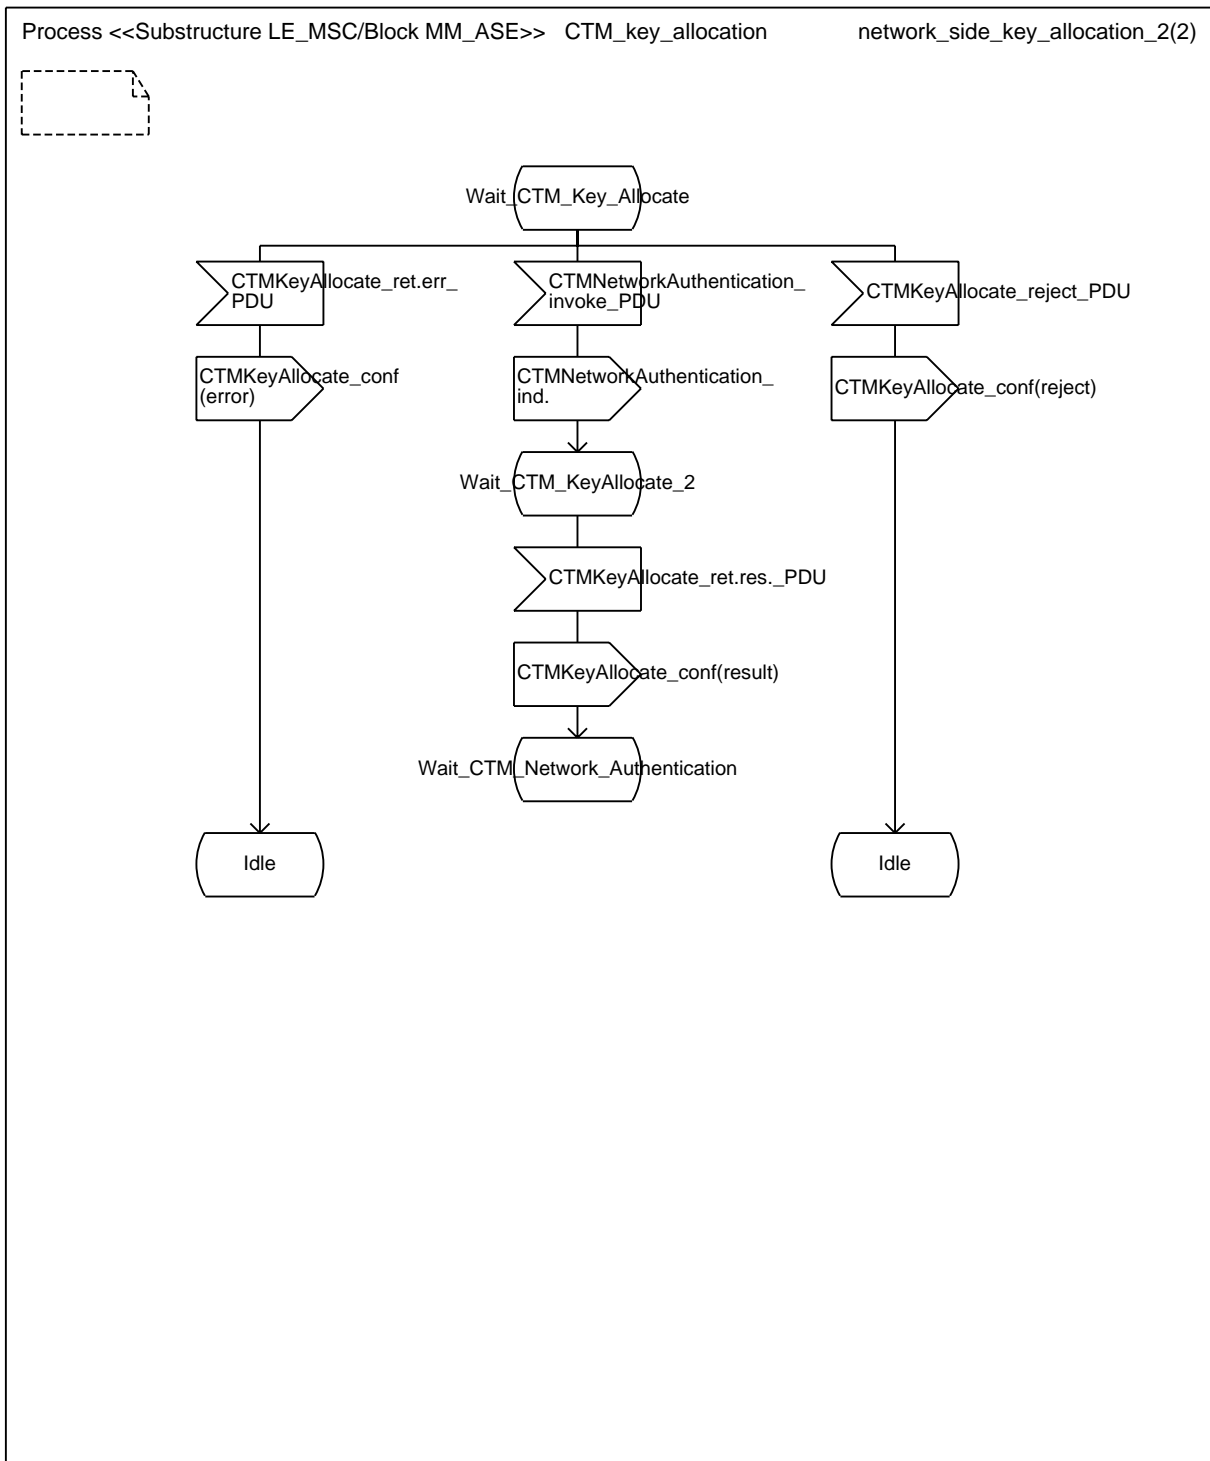 Process <<Substructure LE_MSC/Block MM_ASE>> CTM_key_allocation network_side_key_allocation_2(2)
Wait_CTM_Key_Allocate
CTMKeyAllocate_ret.err_
PDU
CTMNetworkAuthentication_
invoke_PDU
CTMKeyAllocate_reject_PDU
CTMKeyAllocate_conf
(error)
CTMNetworkAuthentication_
ind.
CTMKeyAllocate_conf(reject)
Wait_CTM_KeyAllocate_2
CTMKeyAllocate_ret.res._PDU
CTMKeyAllocate_conf(result)
Wait_CTM_Network_Authentication
Idle
Idle